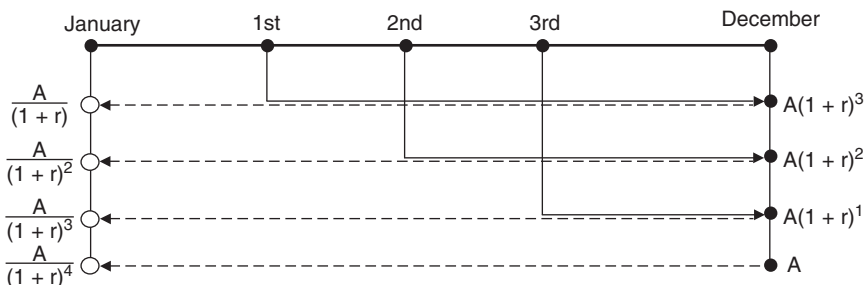 January 1st 2nd 3rd December
A
(1 + r)
A(1 + r)³
A
(1 + r)²
A(1 + r)²
A
(1 + r)³
A(1 + r)¹
A
(1 + r)⁴
A